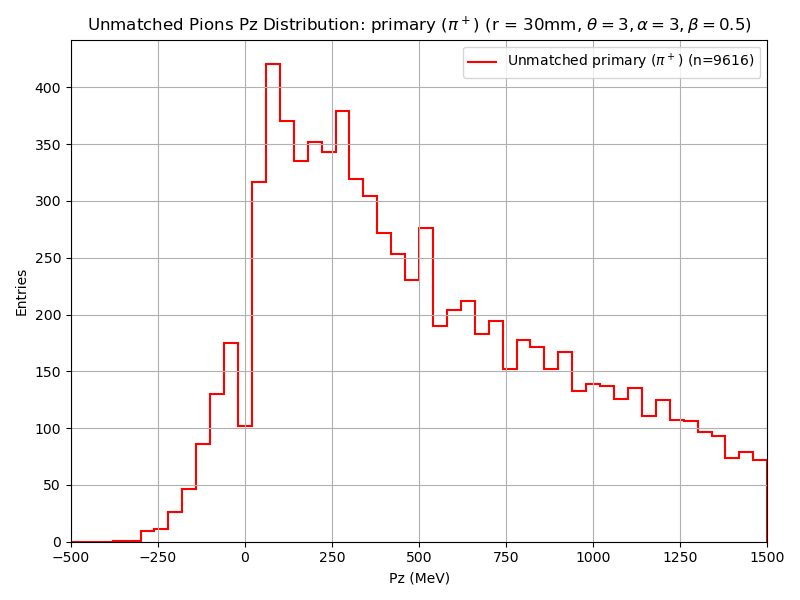 Unmatched Pions Pz Distribution: primary (π⁺) (r = 30mm, θ = 3, α = 3, β = 0.5)
Unmatched primary (π⁺) (n=9616)
Entries
400
350
300
250
200
150
100
50
0
−500 −250 0 250 500 750 1000 1250 1500
Pz (MeV)